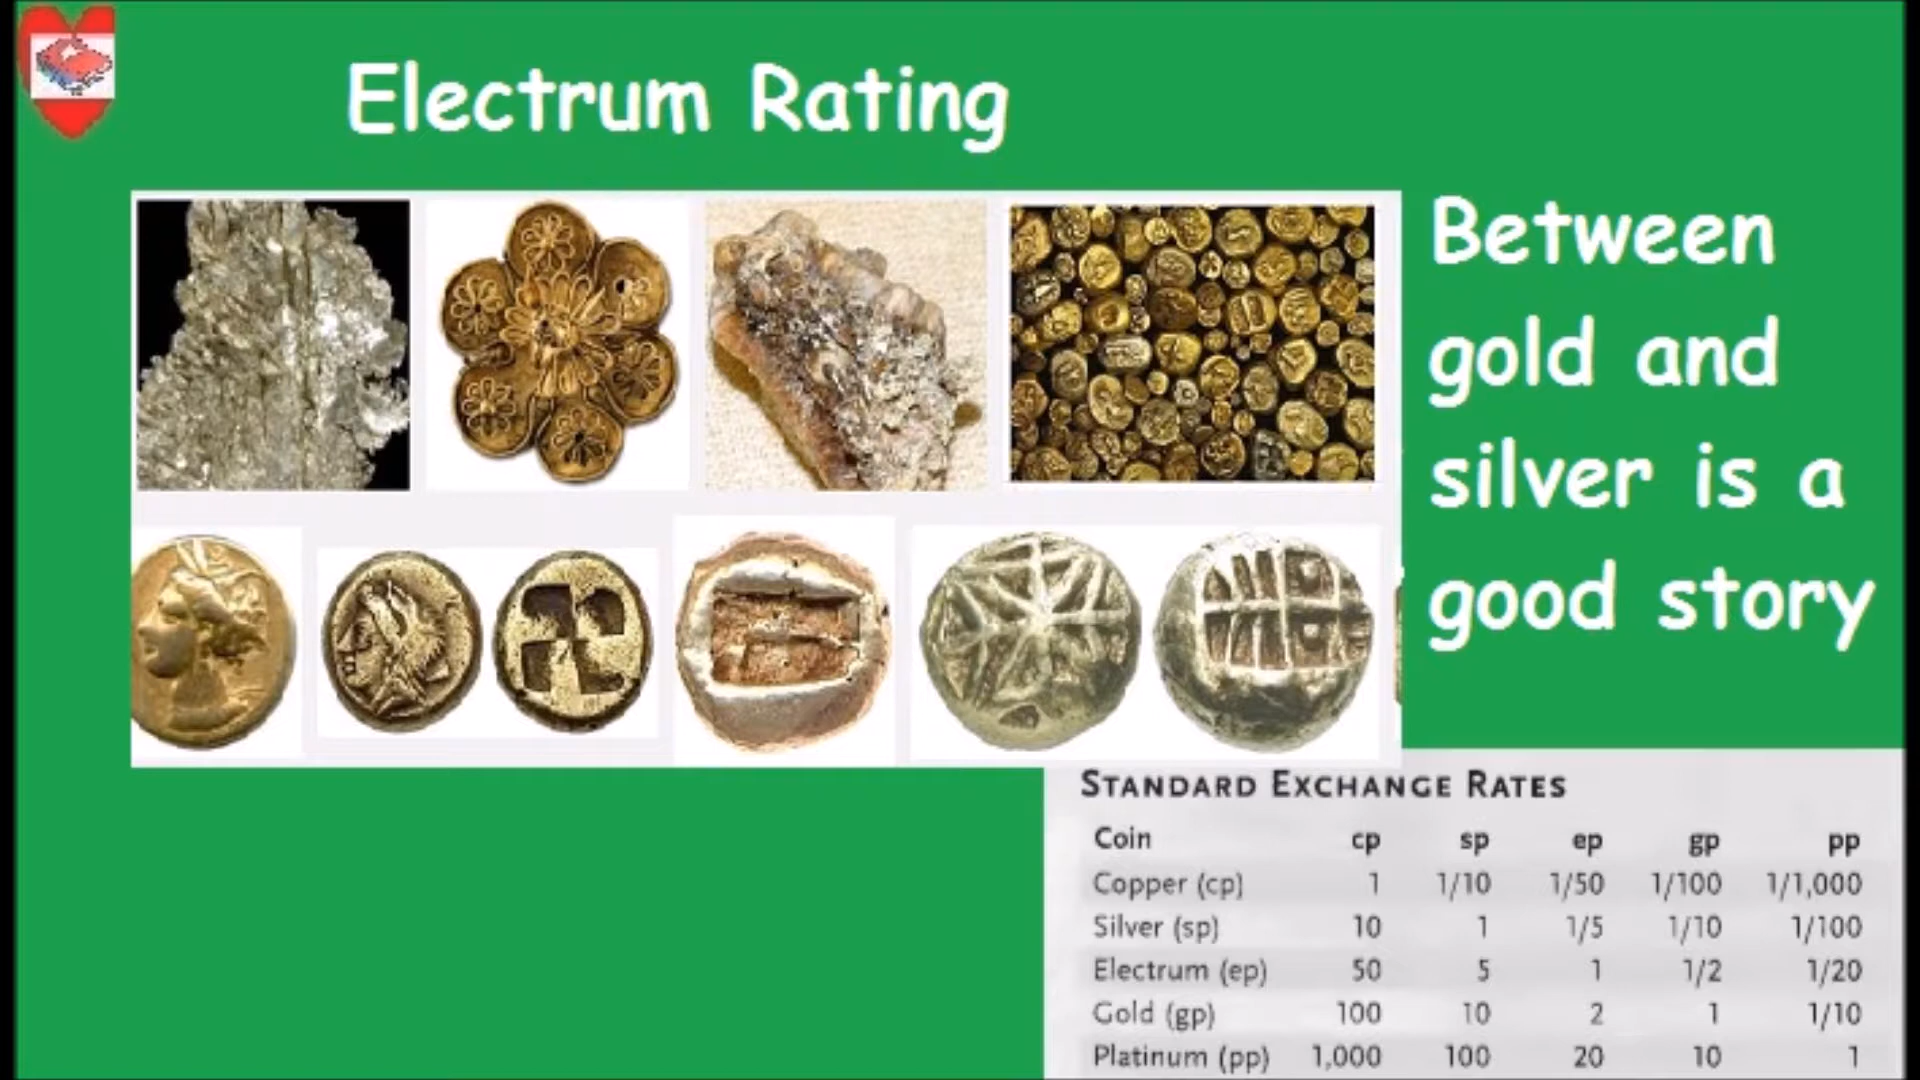 Electrum Rating
Between
gold and
silver is a
good story
STANDARD EXCHANGE RATES
Coin cp sp ep gp pp
Copper (cp) 1 1/10 1/50 1/100 1/1,000
Silver (sp) 10 1 1/5 1/10 1/100
Electrum (ep) 50 5 1 1/2 1/20
Gold (gp) 100 10 2 1 1/10
Platinum (pp) 1,000 100 20 10 1